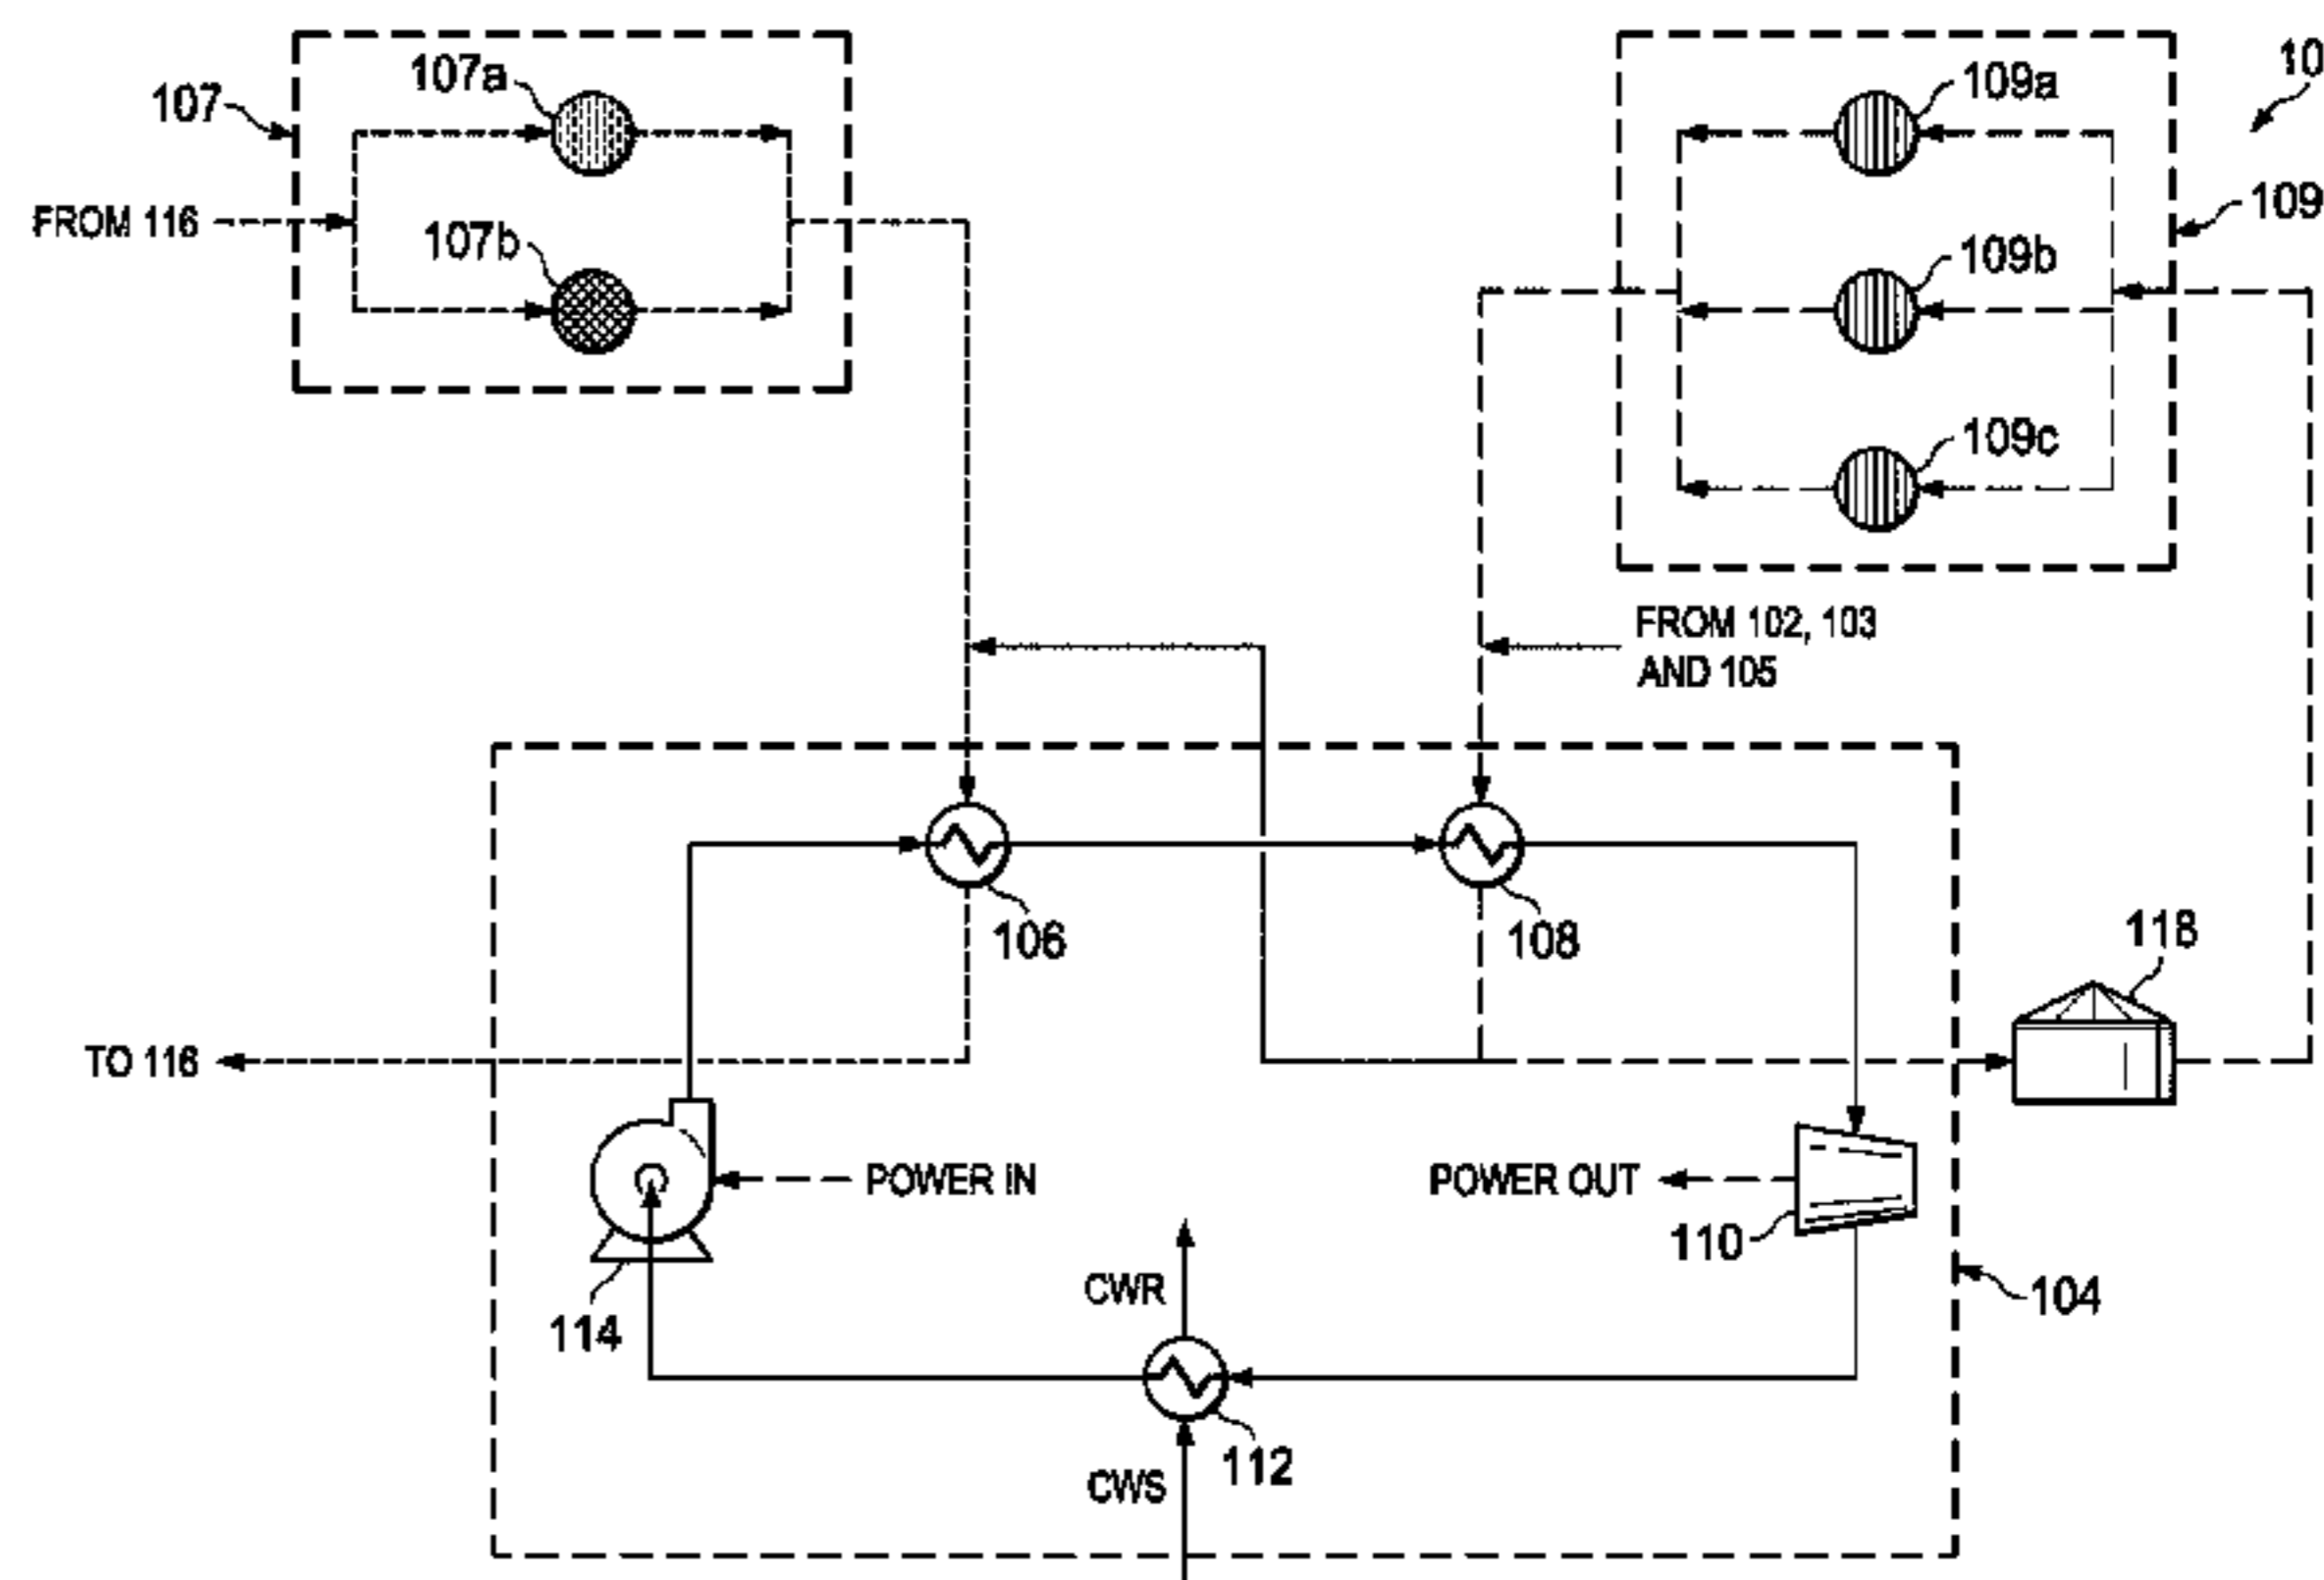 107
107a
109a
10
109
FROM 116
107b
109b
109c
FROM 102, 103
AND 105
106
108
118
TO 116
POWER IN
POWER OUT
110
104
CWR
114
112
CWS